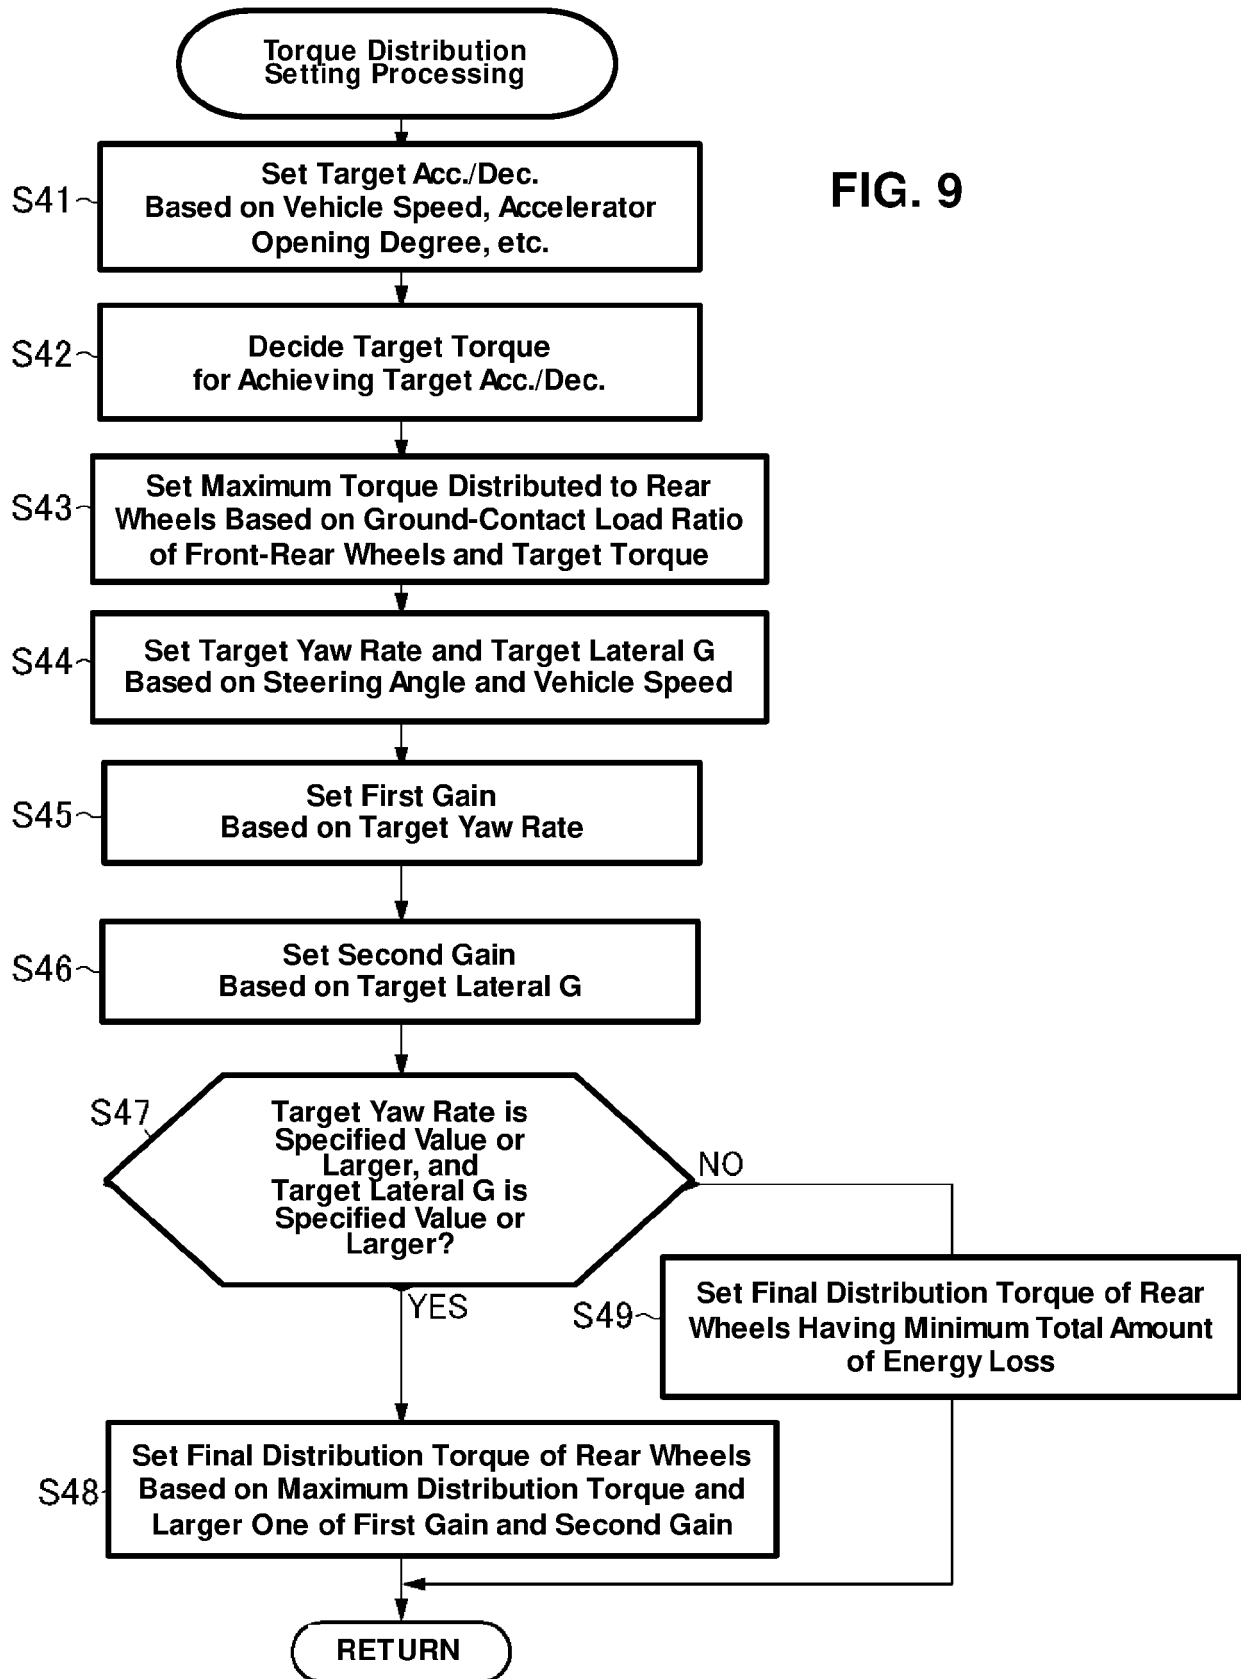 Torque Distribution
Setting Processing
FIG. 9
S41
Set Target Acc./Dec.
Based on Vehicle Speed, Accelerator
Opening Degree, etc.
S42
Decide Target Torque
for Achieving Target Acc./Dec.
S43
Set Maximum Torque Distributed to Rear
Wheels Based on Ground-Contact Load Ratio
of Front-Rear Wheels and Target Torque
S44
Set Target Yaw Rate and Target Lateral G
Based on Steering Angle and Vehicle Speed
S45
Set First Gain
Based on Target Yaw Rate
S46
Set Second Gain
Based on Target Lateral G
S47
Target Yaw Rate is
Specified Value or
Larger, and
Target Lateral G is
Specified Value or
Larger?
NO
YES
S49
Set Final Distribution Torque of Rear
Wheels Having Minimum Total Amount
of Energy Loss
S48
Set Final Distribution Torque of Rear Wheels
Based on Maximum Distribution Torque and
Larger One of First Gain and Second Gain
RETURN